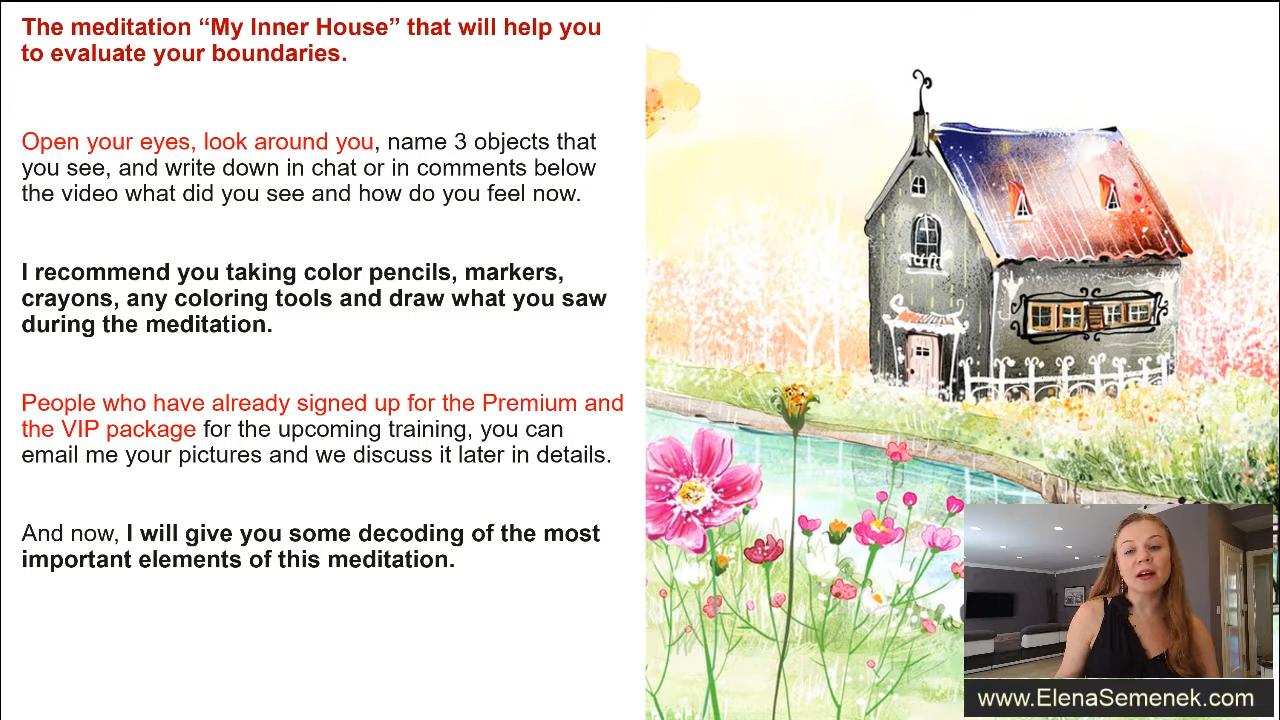 The meditation “My Inner House” that will help you
to evaluate your boundaries.
Open your eyes, look around you, name 3 objects that
you see, and write down in chat or in comments below
the video what did you see and how do you feel now.
I recommend you taking color pencils, markers,
crayons, any coloring tools and draw what you saw
during the meditation.
People who have already signed up for the Premium and
the VIP package for the upcoming training, you can
email me your pictures and we discuss it later in details.
And now, I will give you some decoding of the most
important elements of this meditation.
www.ElenaSemenek.com